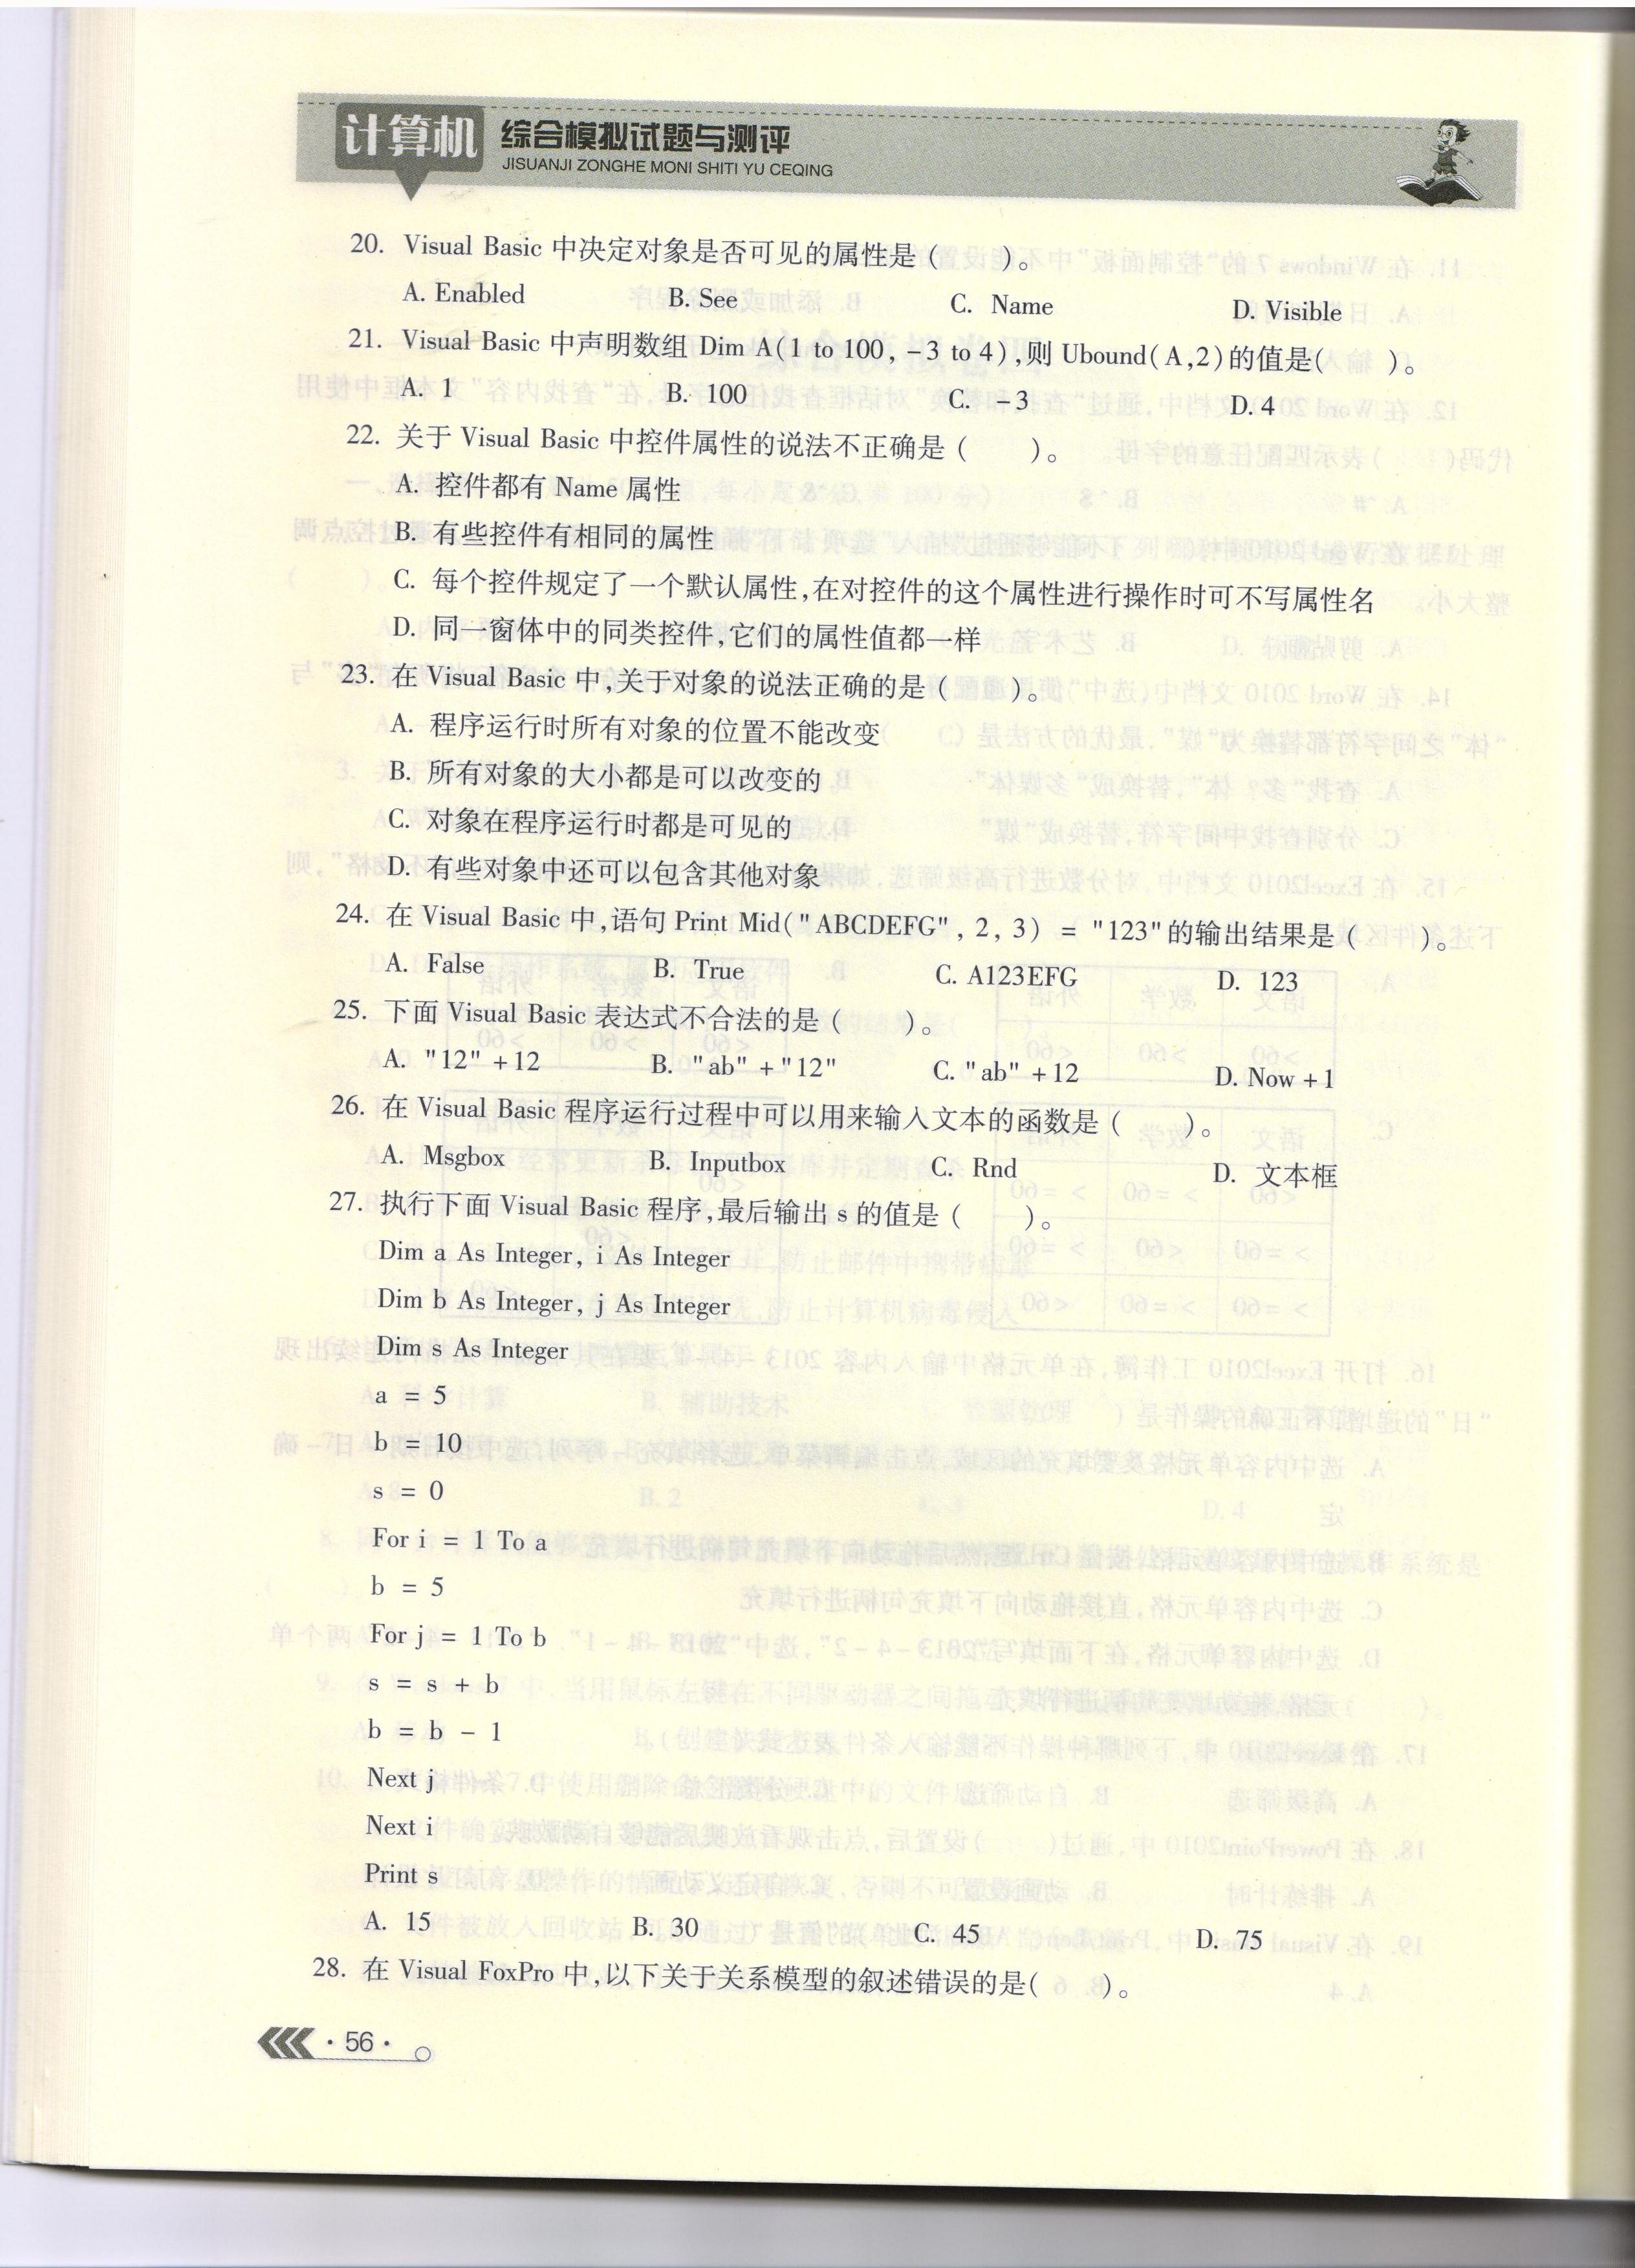 计算机 综合模拟试题与测评
JISUANJI ZONGHE MONI SHITI YU CEQING
20. Visual Basic 中决定对象是否可见的属性是（　　）。
A. Enabled　B. See　C. Name　D. Visible
21. Visual Basic 中声明数组 Dim A(1 to 100, -3 to 4),则 Ubound(A,2)的值是(　　)。
A. 1　B. 100　C. -3　D. 4
22. 关于 Visual Basic 中控件属性的说法不正确是（　　）。
A. 控件都有 Name 属性
B. 有些控件有相同的属性
C. 每个控件规定了一个默认属性,在对控件的这个属性进行操作时可不写属性名
D. 同一窗体中的同类控件,它们的属性值都一样
23. 在 Visual Basic 中,关于对象的说法正确的是（　　）。
A. 程序运行时所有对象的位置不能改变
B. 所有对象的大小都是可以改变的
C. 对象在程序运行时都是可见的
D. 有些对象中还可以包含其他对象
24. 在 Visual Basic 中,语句 Print Mid("ABCDEFG", 2, 3) = "123"的输出结果是（　　）。
A. False　B. True　C. A123EFG　D. 123
25. 下面 Visual Basic 表达式不合法的是（　　）。
A. "12" +12　B. "ab" +"12"　C. "ab" +12　D. Now +1
26. 在 Visual Basic 程序运行过程中可以用来输入文本的函数是（　　）。
A. Msgbox　B. Inputbox　C. Rnd　D. 文本框
27. 执行下面 Visual Basic 程序,最后输出 s 的值是（　　）。
Dim a As Integer, i As Integer
Dim b As Integer, j As Integer
Dim s As Integer
a = 5
b = 10
s = 0
For i = 1 To a
b = 5
For j = 1 To b
s = s + b
b = b - 1
Next j
Next i
Print s
A. 15　B. 30　C. 45　D. 75
28. 在 Visual FoxPro 中,以下关于关系模型的叙述错误的是(　　)。
·56·